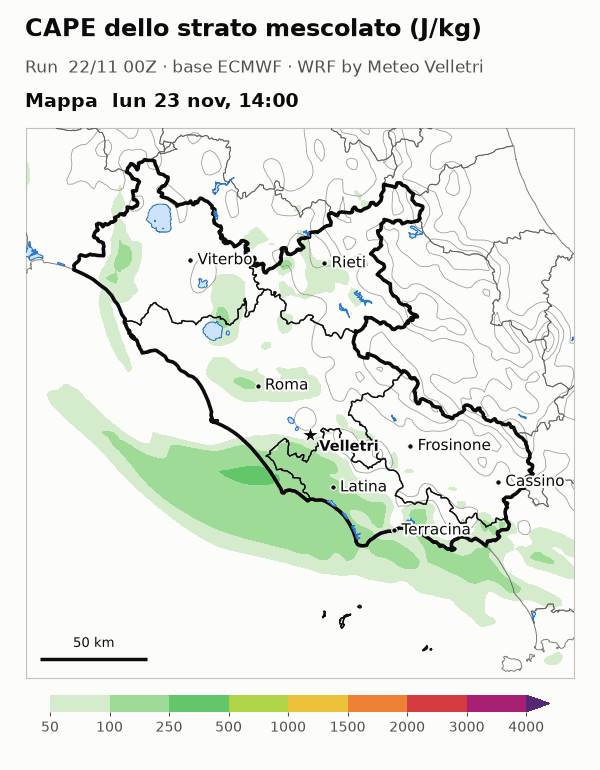 CAPE dello strato mescolato (J/kg)
Run 22/11 00Z · base ECMWF · WRF by Meteo Velletri
Mappa lun 23 nov, 14:00
Viterbo
Rieti
Roma
Velletri
Frosinone
Cassino
Latina
Terracina
50 km
50 100 250 500 1000 1500 2000 3000 4000